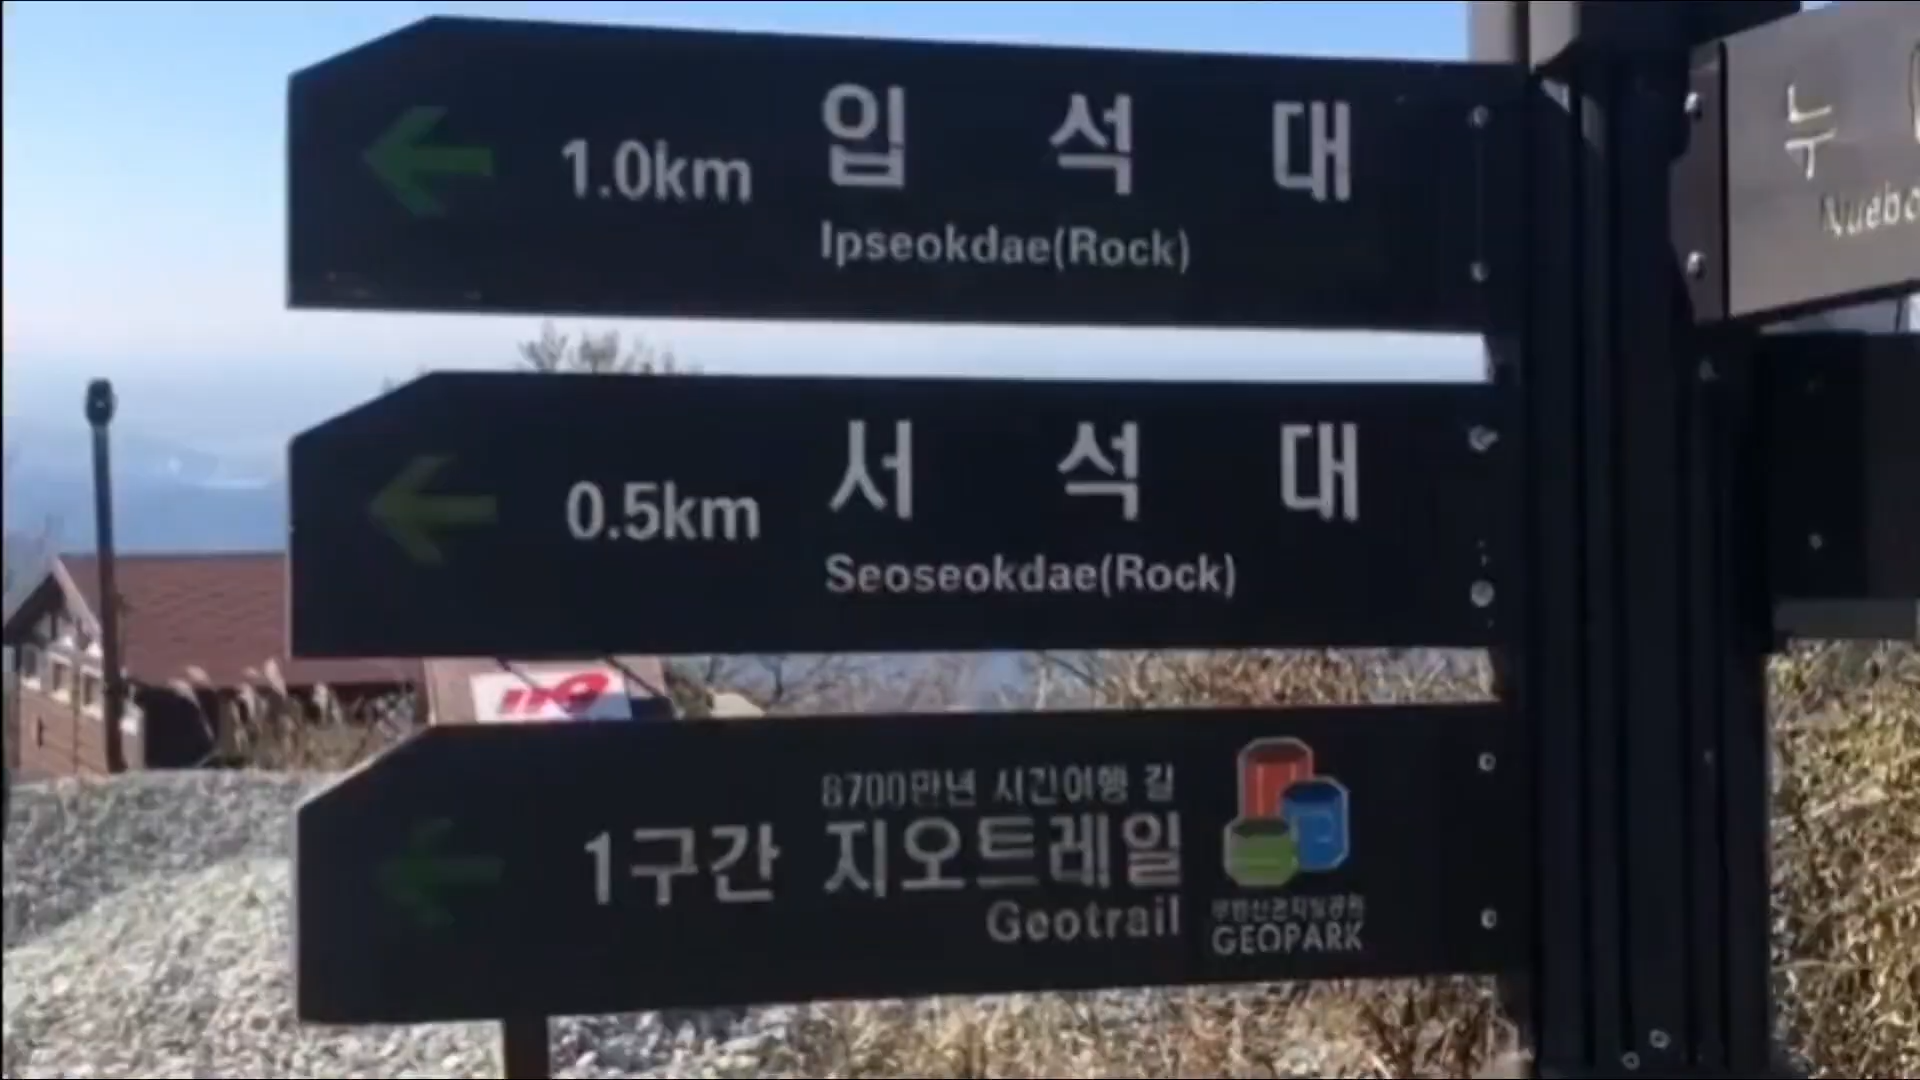 1.0km 입 석 대
Ipseokdae(Rock)
0.5km 서 석 대
Seoseokdae(Rock)
119
8700만년 시간여행 길
1구간 지오트레일
Geotrail
GEOPARK
누